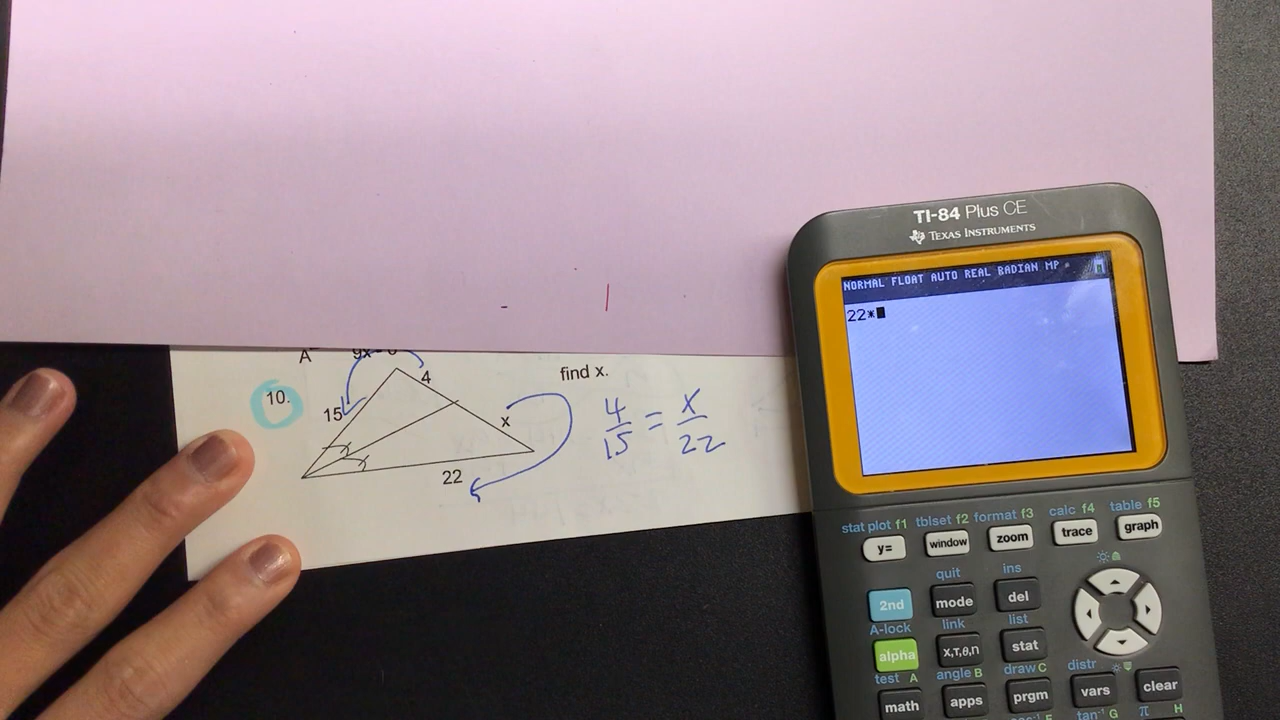 TI-84 Plus CE
TEXAS INSTRUMENTS
NORMAL FLOAT AUTO REAL RADIAN MP
22*
A
10.
15
4
x
22
find x.
4/15 = x/22
stat plot f1 tblset f2 format f3 calc f4 table f5
y= window zoom trace graph
quit ins
2nd mode del
A-lock link list
alpha x,T,θ,n stat
test A angle B draw C distr
math apps prgm vars clear
tan⁻¹ G π H